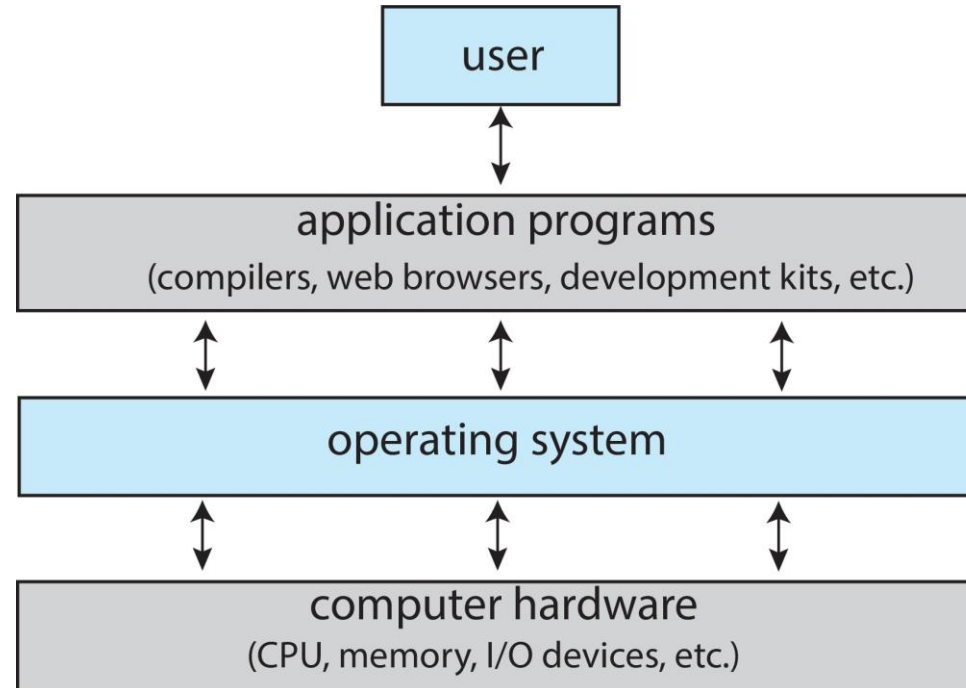 user
application programs
(compilers, web browsers, development kits, etc.)
operating system
computer hardware
(CPU, memory, I/O devices, etc.)